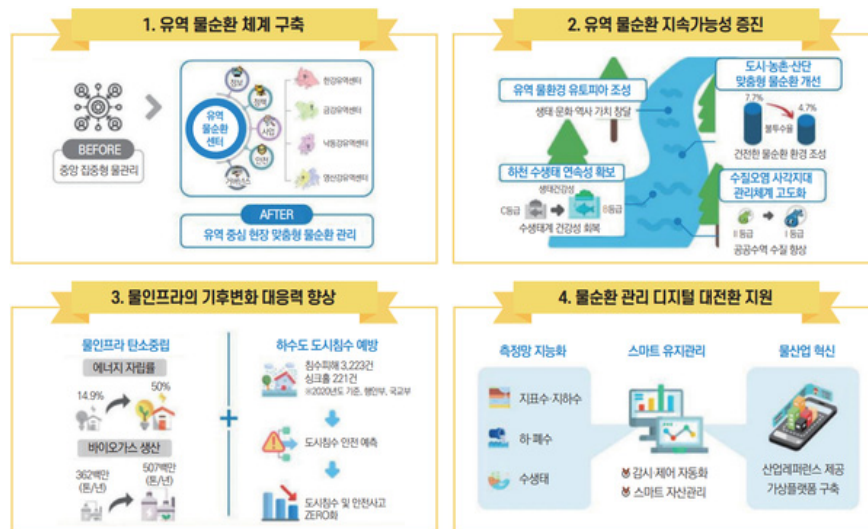 1. 유역 물순환 체계 구축
BEFORE
중앙 집중형 물관리
유역
물순환
센터
정보
정책
사업
안전
거버넌스
한강유역센터
금강유역센터
낙동강유역센터
영산강유역센터
AFTER
유역 중심 현장 맞춤형 물순환 관리
2. 유역 물순환 지속가능성 증진
유역 물환경 유토피아 조성
생태·문화·역사 가치 창달
도시·농촌·산단
맞춤형 물순환 개선
7.7%
4.7%
불투수율
건전한 물순환 환경 조성
하천 수생태 연속성 확보
생태건강성
C등급
B등급
수생태계 건강성 회복
수질오염 사각지대
관리체계 고도화
II 등급
I 등급
공공수역 수질 향상
3. 물인프라의 기후변화 대응력 향상
물인프라 탄소중립
에너지 자립률
14.9%
50%
바이오가스 생산
362백만
(톤/년)
507백만
(톤/년)
+
하수도 도시침수 예방
침수피해 3,223건
싱크홀 221건
※2020년도 기준, 행안부, 국교부
도시침수 안전 예측
도시침수 및 안전사고
ZERO화
4. 물순환 관리 디지털 대전환 지원
측정망 지능화
지표수·지하수
하·폐수
수생태
스마트 유지관리
감시·제어 자동화
스마트 자산관리
물산업 혁신
산업레퍼런스 제공
가상플랫폼 구축